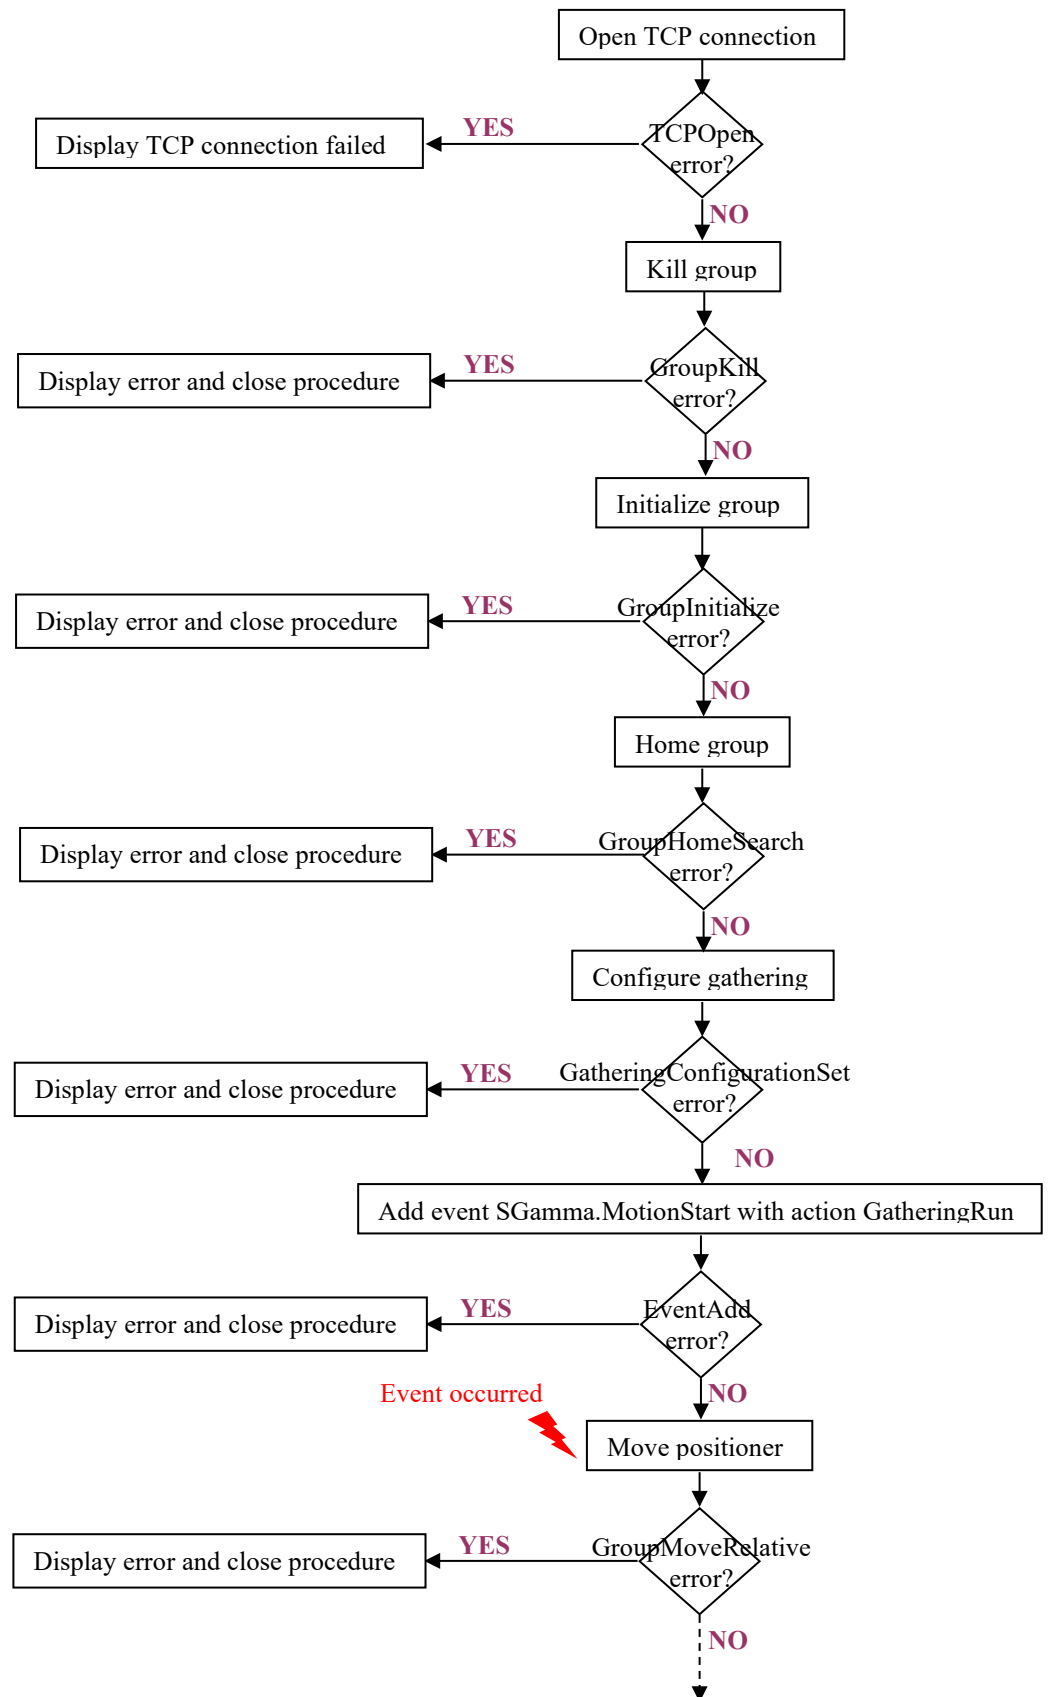 Open TCP connection
YES
Display TCP connection failed
TCPOpen
error?
NO
Kill group
YES
Display error and close procedure
GroupKill
error?
NO
Initialize group
YES
Display error and close procedure
GroupInitialize
error?
NO
Home group
YES
Display error and close procedure
GroupHomeSearch
error?
NO
Configure gathering
YES
Display error and close procedure
GatheringConfigurationSet
error?
NO
Add event SGamma.MotionStart with action GatheringRun
YES
Display error and close procedure
EventAdd
error?
Event occurred
NO
Move positioner
YES
Display error and close procedure
GroupMoveRelative
error?
NO